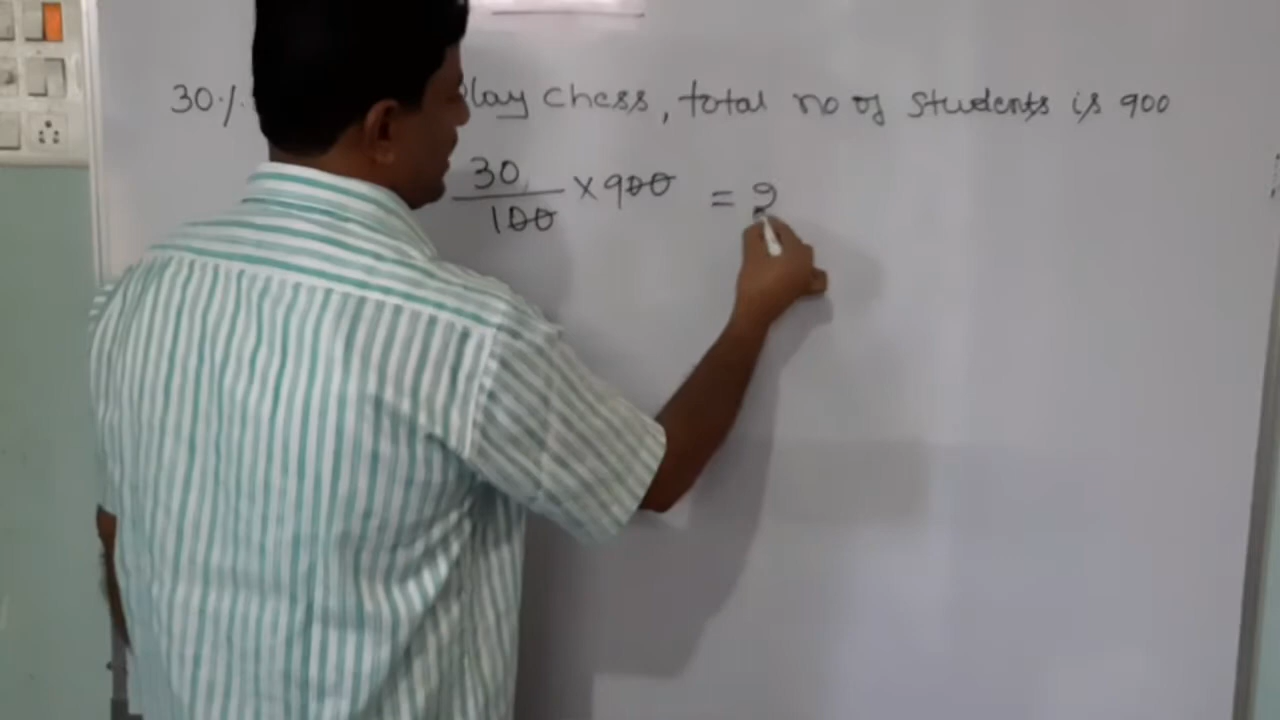 30% play chess, total no of students is 900
30/100 × 900 = 2